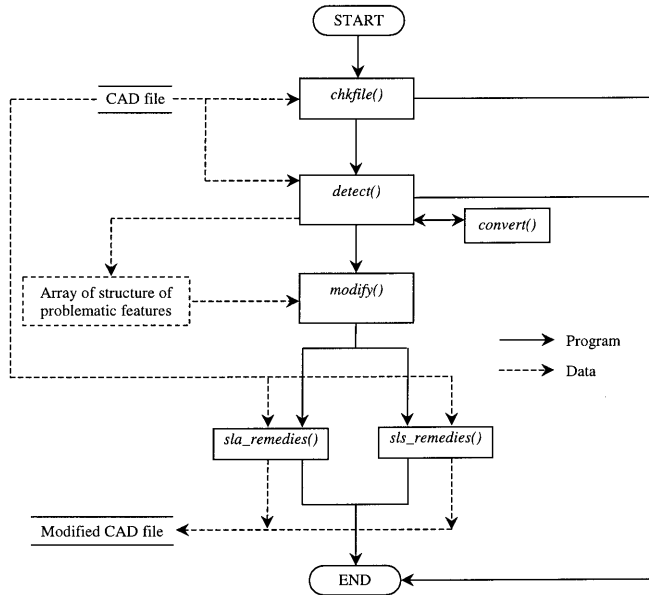 START
CAD file
chkfile()
detect()
convert()
Array of structure of
problematic features
modify()
Program
Data
sla_remedies()
sls_remedies()
Modified CAD file
END